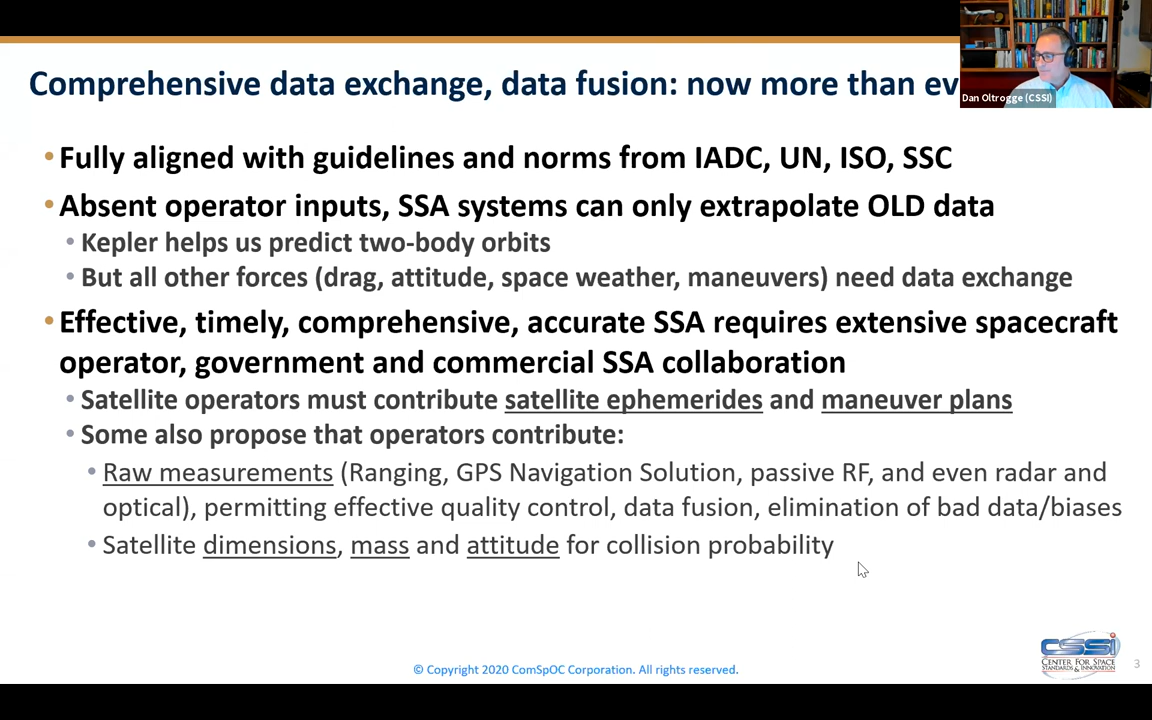 Comprehensive data exchange, data fusion: now more than ev
Dan Oltrogge (CSSI)
• Fully aligned with guidelines and norms from IADC, UN, ISO, SSC
• Absent operator inputs, SSA systems can only extrapolate OLD data
• Kepler helps us predict two-body orbits
• But all other forces (drag, attitude, space weather, maneuvers) need data exchange
• Effective, timely, comprehensive, accurate SSA requires extensive spacecraft
operator, government and commercial SSA collaboration
• Satellite operators must contribute satellite ephemerides and maneuver plans
• Some also propose that operators contribute:
• Raw measurements (Ranging, GPS Navigation Solution, passive RF, and even radar and
optical), permitting effective quality control, data fusion, elimination of bad data/biases
• Satellite dimensions, mass and attitude for collision probability
CSSI
CENTER FOR SPACE
STANDARDS & INNOVATION
© Copyright 2020 ComSpOC Corporation. All rights reserved.
3